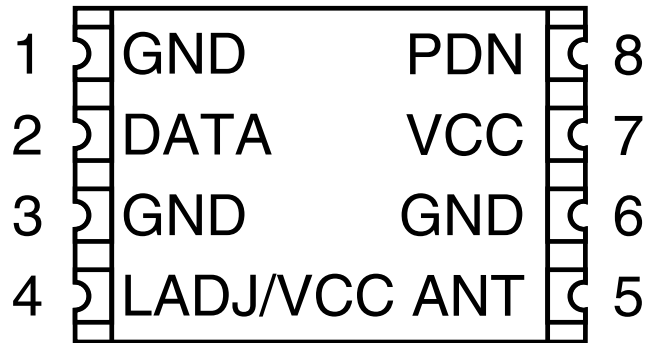 1 GND PDN 8
2 DATA VCC 7
3 GND GND 6
4 LADJ/VCC ANT 5